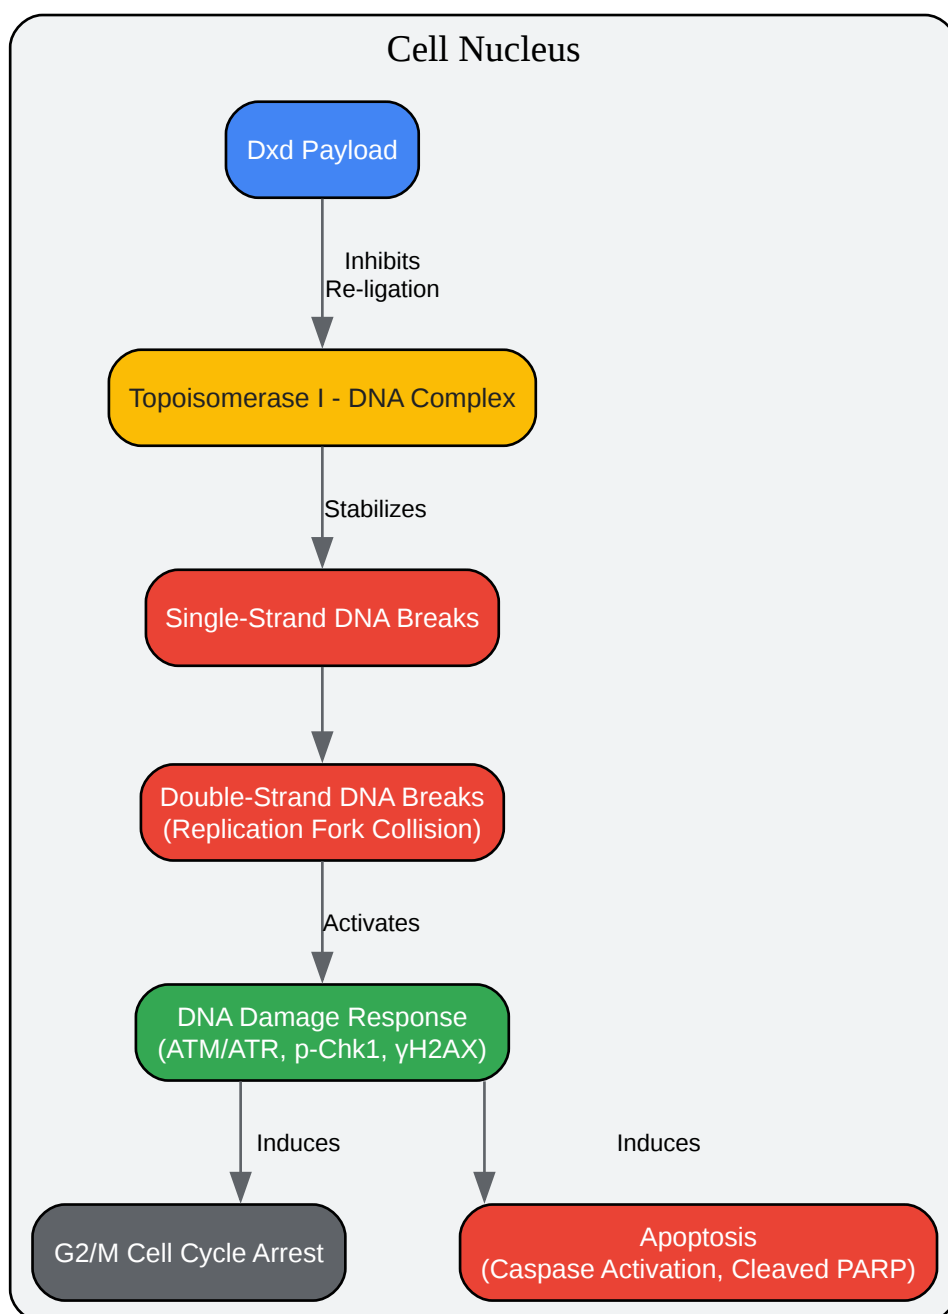 Cell Nucleus
Dxd Payload
Inhibits
Re-ligation
Topoisomerase I - DNA Complex
Stabilizes
Single-Strand DNA Breaks
Double-Strand DNA Breaks
(Replication Fork Collision)
Activates
DNA Damage Response
(ATM/ATR, p-Chk1, γH2AX)
Induces
Induces
G2/M Cell Cycle Arrest
Apoptosis
(Caspase Activation, Cleaved PARP)